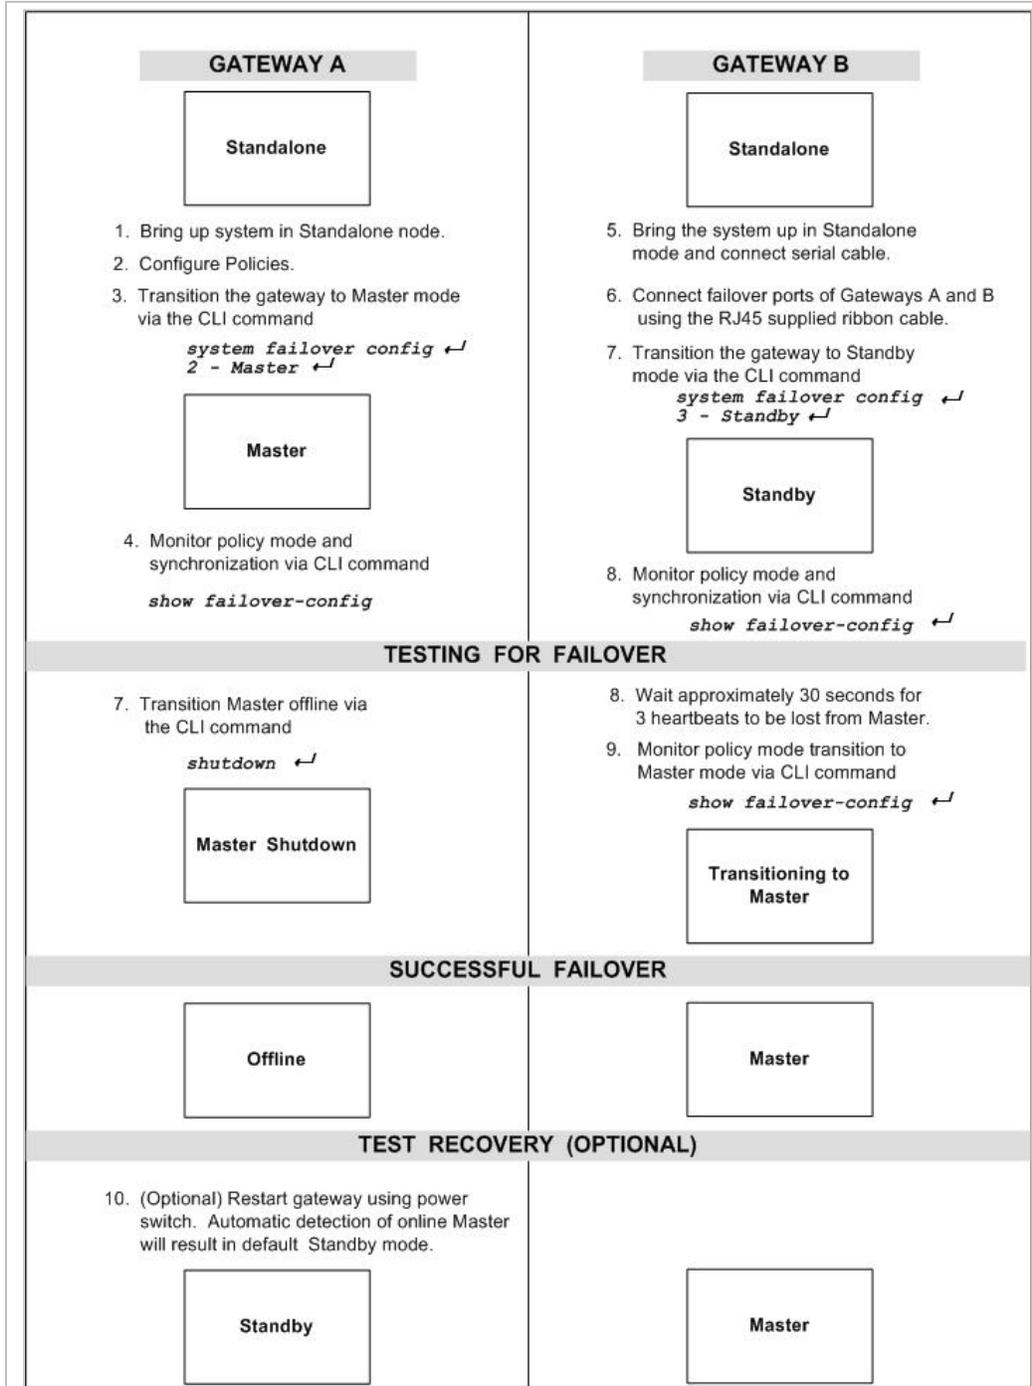 GATEWAY A
Standalone
1. Bring up system in Standalone node.
2. Configure Policies.
3. Transition the gateway to Master mode
via the CLI command
system failover config ↵
2 - Master ↵
Master
4. Monitor policy mode and
synchronization via CLI command
show failover-config
GATEWAY B
Standalone
5. Bring the system up in Standalone
mode and connect serial cable.
6. Connect failover ports of Gateways A and B
using the RJ45 supplied ribbon cable.
7. Transition the gateway to Standby
mode via the CLI command
system failover config ↵
3 - Standby ↵
Standby
8. Monitor policy mode and
synchronization via CLI command
show failover-config ↵
TESTING FOR FAILOVER
7. Transition Master offline via
the CLI command
shutdown ↵
Master Shutdown
8. Wait approximately 30 seconds for
3 heartbeats to be lost from Master.
9. Monitor policy mode transition to
Master mode via CLI command
show failover-config ↵
Transitioning to
Master
SUCCESSFUL FAILOVER
Offline
Master
TEST RECOVERY (OPTIONAL)
10. (Optional) Restart gateway using power
switch. Automatic detection of online Master
will result in default Standby mode.
Standby
Master